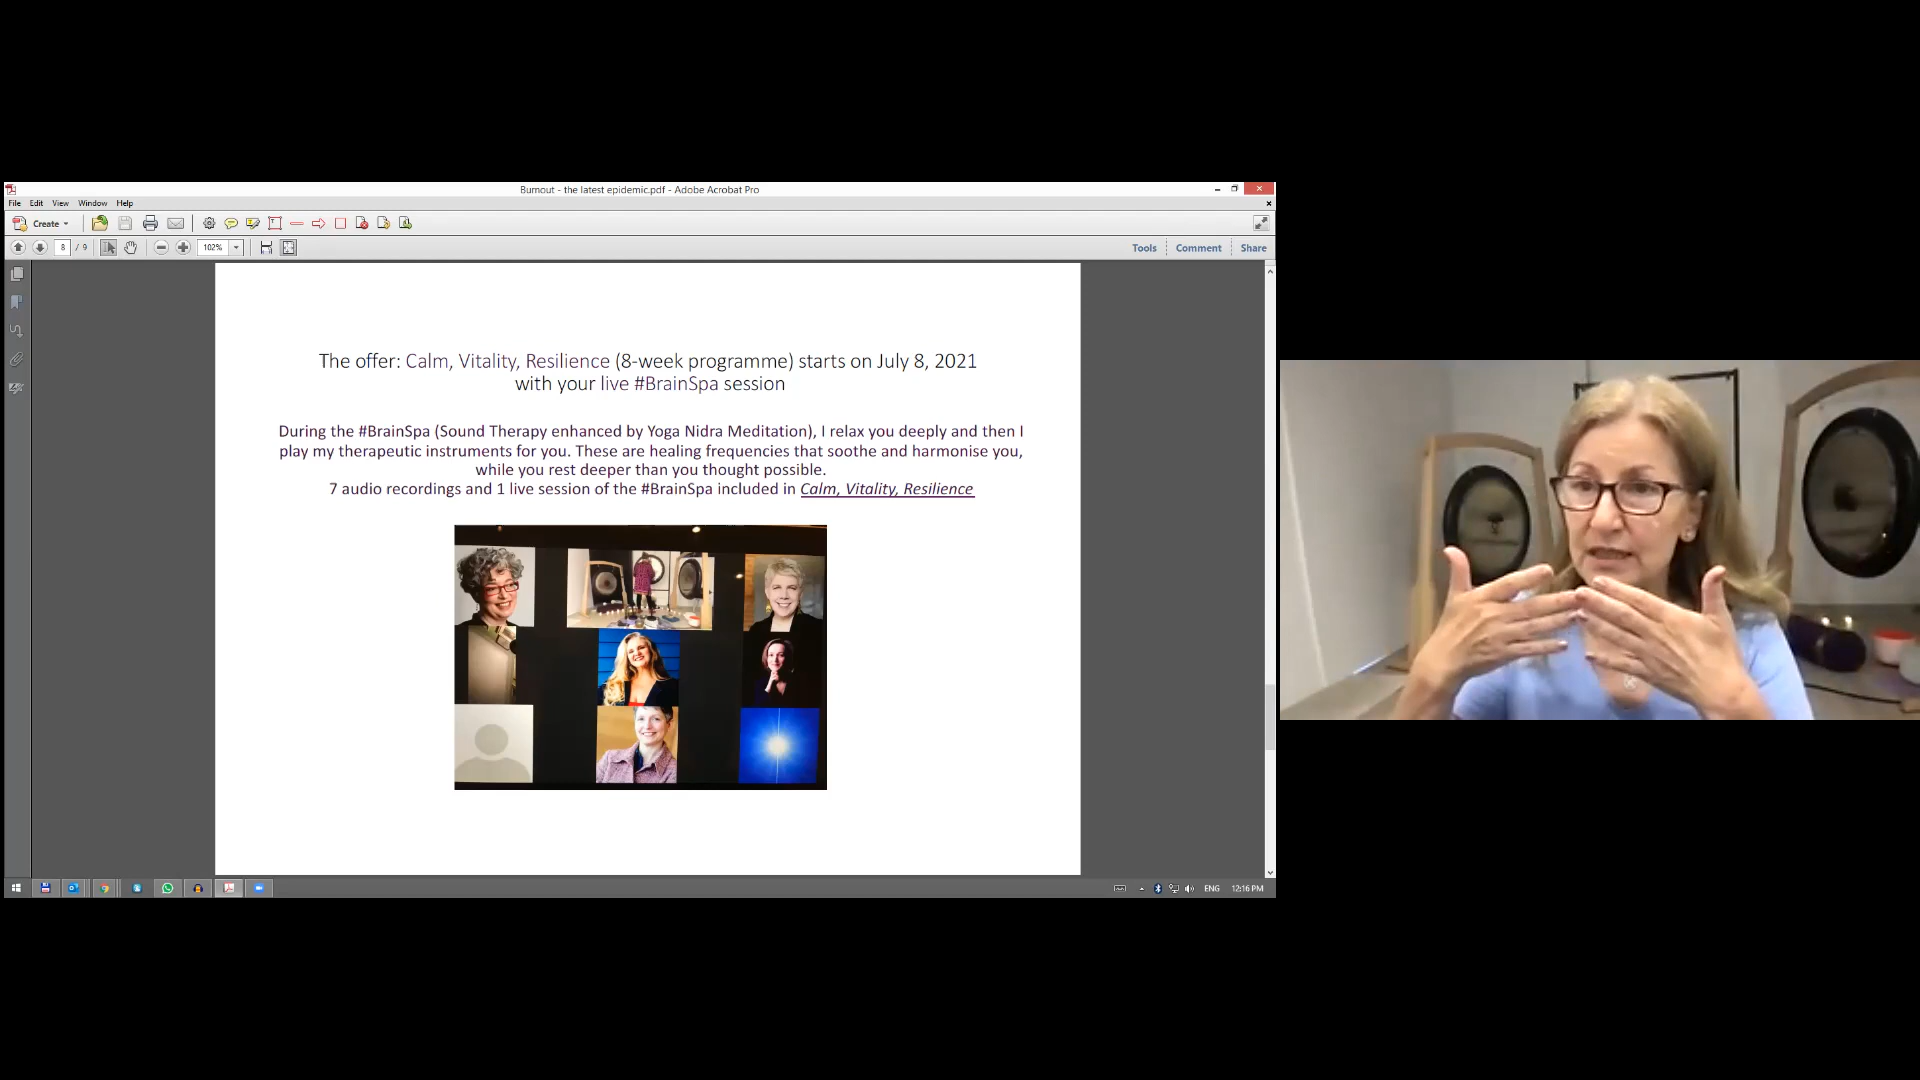 Burnout - the latest epidemic.pdf - Adobe Acrobat Pro
File Edit View Window Help
Create
8 / 9 102% Tools Comment Share
The offer: Calm, Vitality, Resilience (8-week programme) starts on July 8, 2021
with your live #BrainSpa session
During the #BrainSpa (Sound Therapy enhanced by Yoga Nidra Meditation), I relax you deeply and then I
play my therapeutic instruments for you. These are healing frequencies that soothe and harmonise you,
while you rest deeper than you thought possible.
7 audio recordings and 1 live session of the #BrainSpa included in Calm, Vitality, Resilience
ENG 12:16 PM